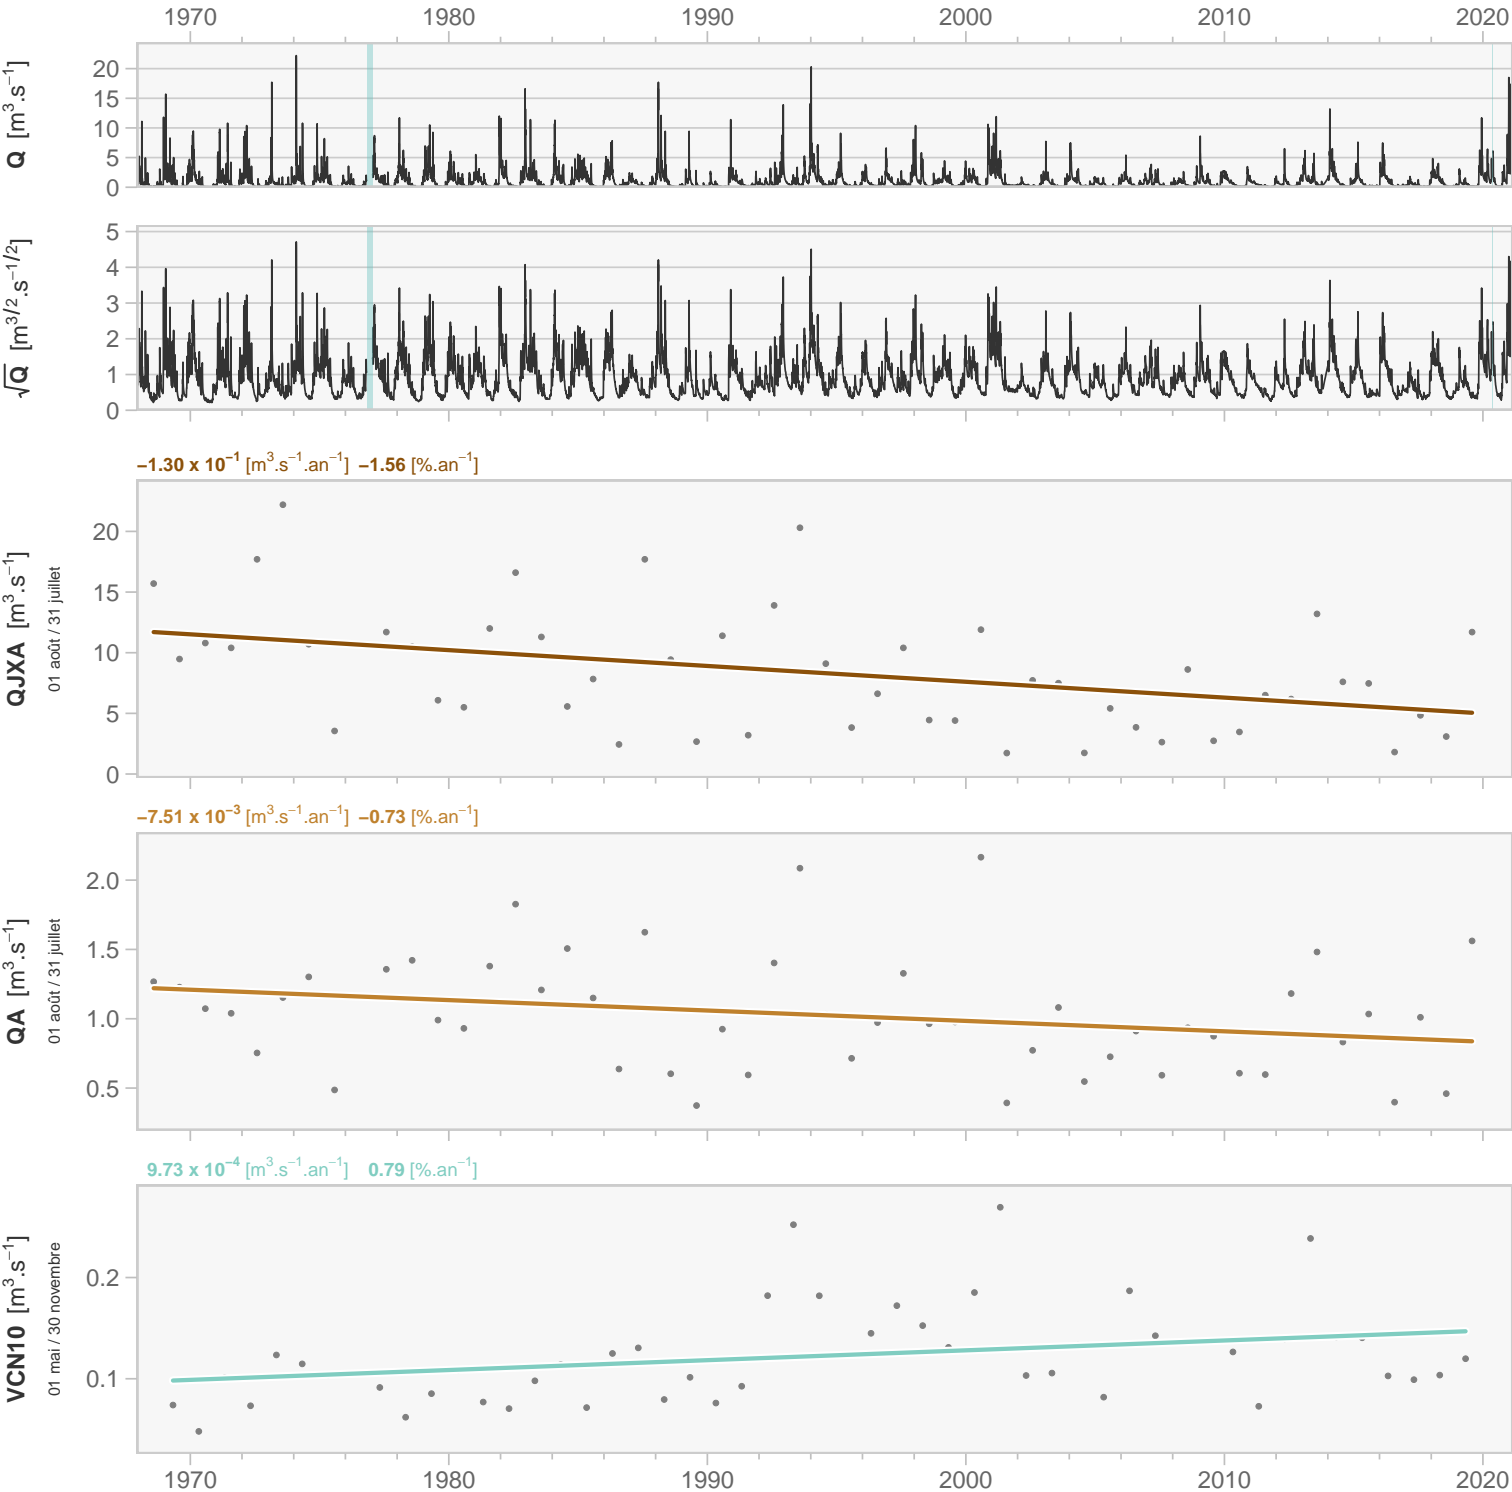 1970 1980 1990 2000 2010 2020
Q [m³.s⁻¹]
20
15
10
5
0
√Q [m³ᐟ².s⁻¹ᐟ²]
5
4
3
2
1
0
−1.30 x 10⁻¹ [m³.s⁻¹.an⁻¹] −1.56 [%.an⁻¹]
QJXA [m³.s⁻¹]
01 août / 31 juillet
20
15
10
5
0
−7.51 x 10⁻³ [m³.s⁻¹.an⁻¹] −0.73 [%.an⁻¹]
QA [m³.s⁻¹]
01 août / 31 juillet
2.0
1.5
1.0
0.5
9.73 x 10⁻⁴ [m³.s⁻¹.an⁻¹] 0.79 [%.an⁻¹]
VCN10 [m³.s⁻¹]
01 mai / 30 novembre
0.2
0.1
1970 1980 1990 2000 2010 2020